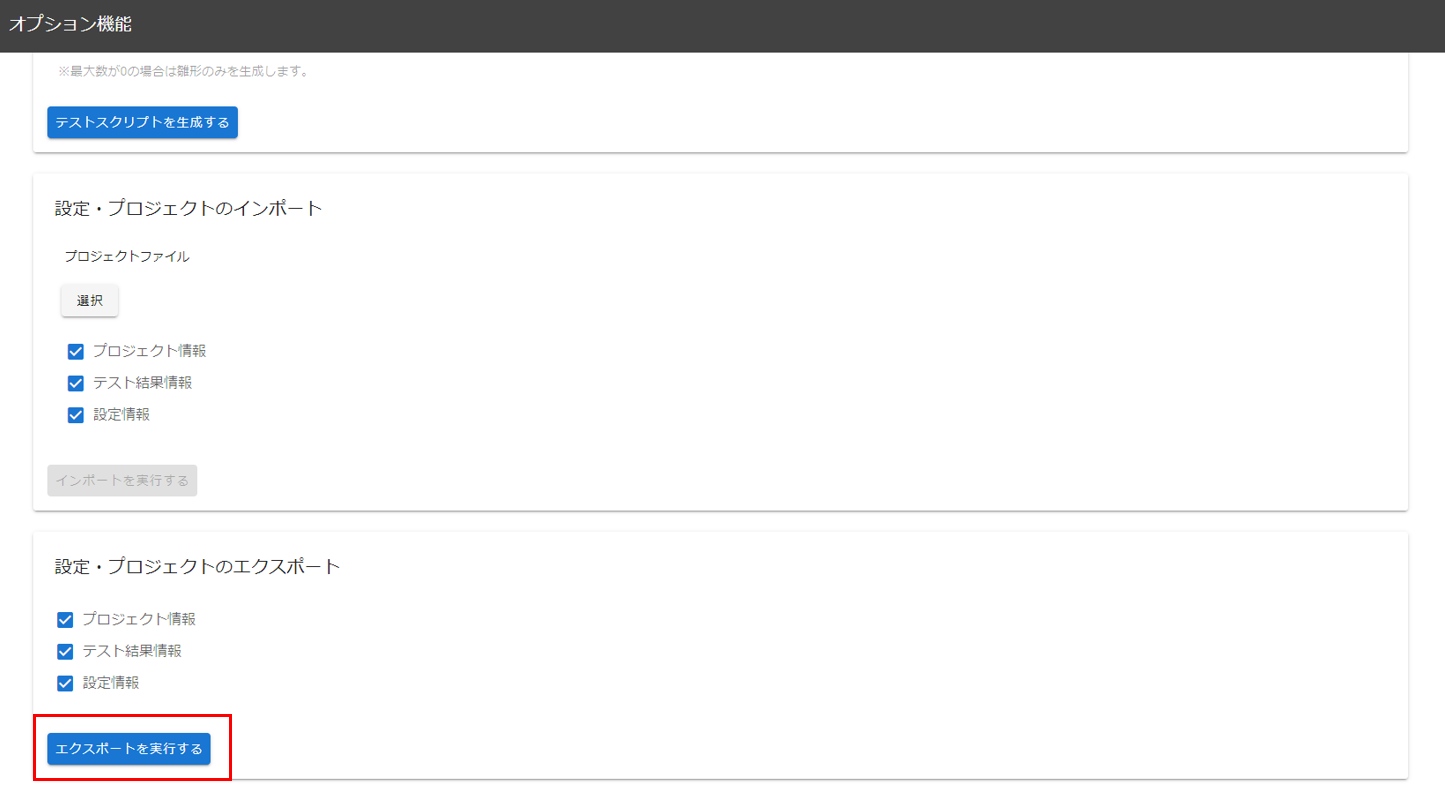 オプション機能
※最大数が0の場合は雛形のみを生成します。
テストスクリプトを生成する
設定・プロジェクトのインポート
プロジェクトファイル
選択
プロジェクト情報
テスト結果情報
設定情報
インポートを実行する
設定・プロジェクトのエクスポート
プロジェクト情報
テスト結果情報
設定情報
エクスポートを実行する